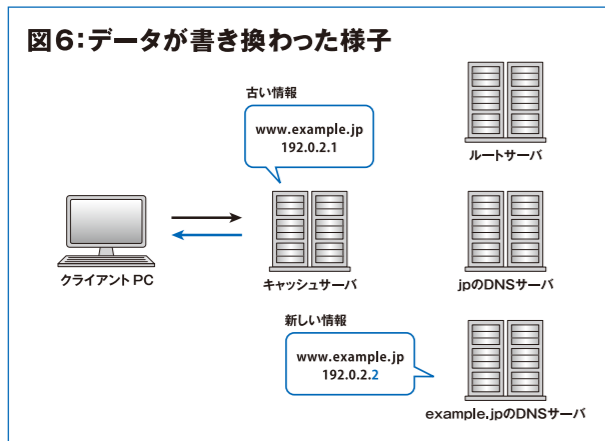 図6:データが書き換わった様子
古い情報
www.example.jp
192.0.2.1
ルートサーバ
クライアントPC
キャッシュサーバ
jpのDNSサーバ
新しい情報
www.example.jp
192.0.2.2
example.jpのDNSサーバ